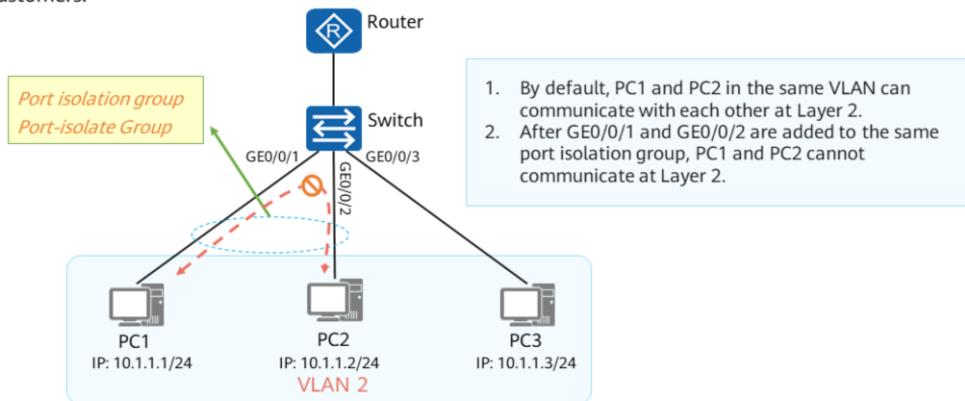 ustomers.
Router
Port isolation group
Port-isolate Group
Switch
GE0/0/1
GE0/0/2
GE0/0/3
1. By default, PC1 and PC2 in the same VLAN can
communicate with each other at Layer 2.
2. After GE0/0/1 and GE0/0/2 are added to the same
port isolation group, PC1 and PC2 cannot
communicate at Layer 2.
PC1
IP: 10.1.1.1/24
PC2
IP: 10.1.1.2/24
PC3
IP: 10.1.1.3/24
VLAN 2
R